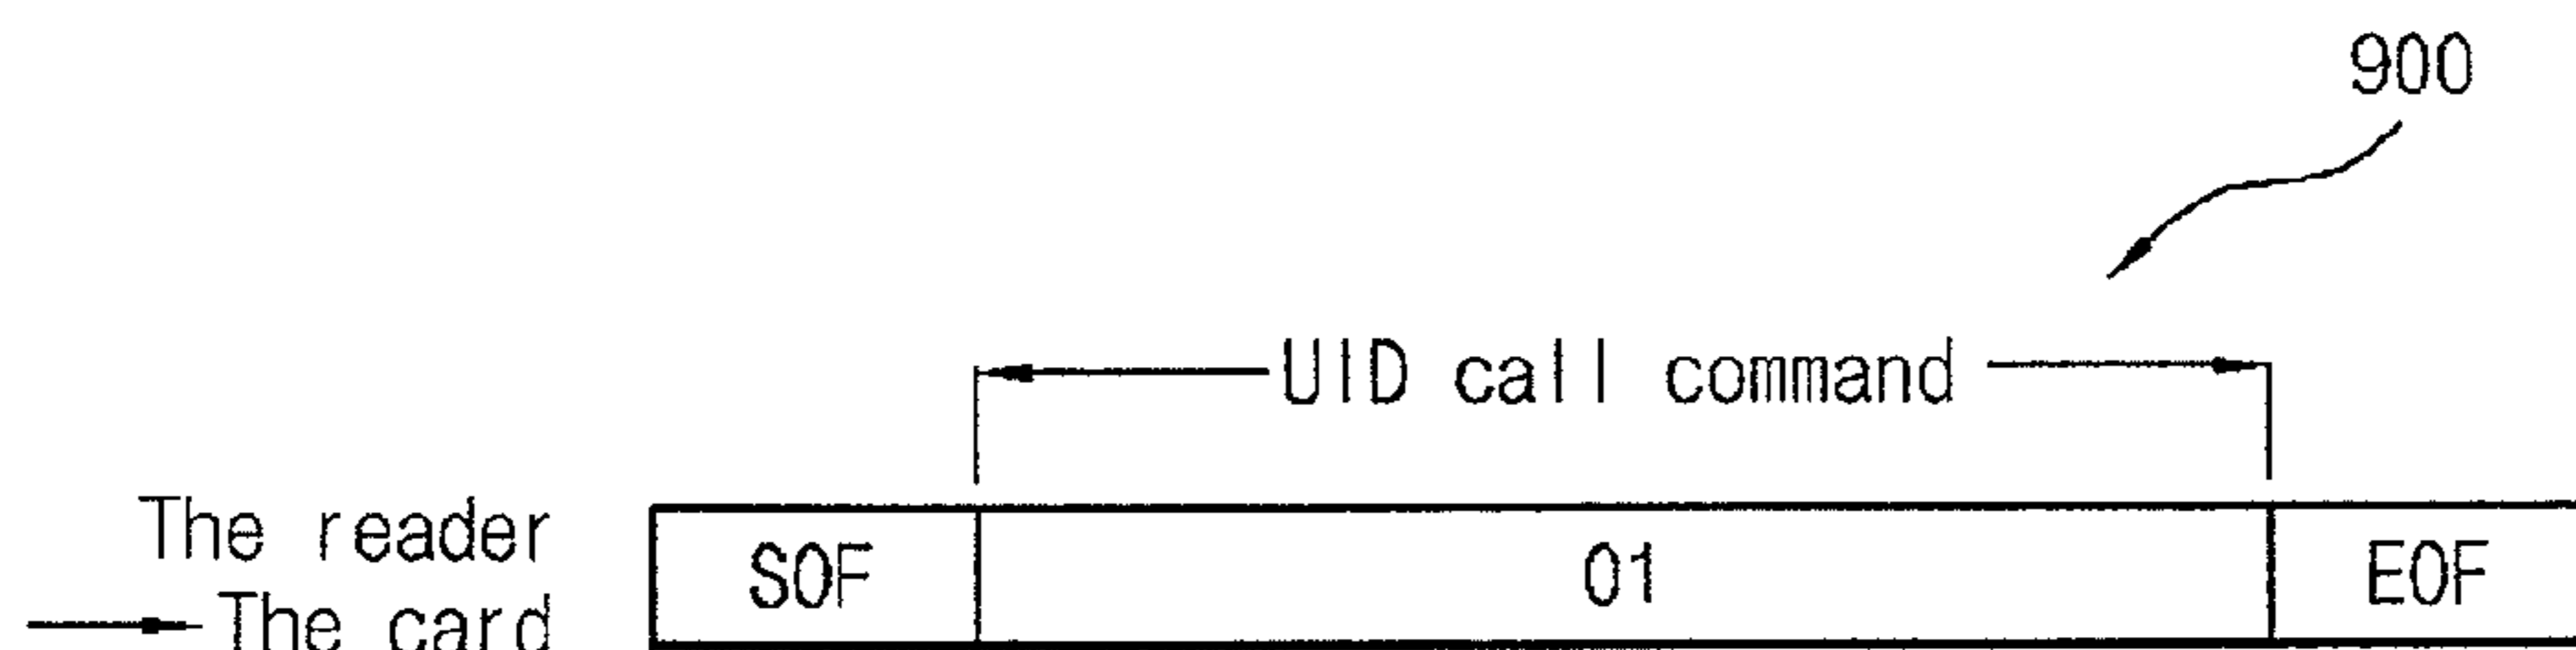 900
UID call command
The reader
SOF 01 EOF
The card